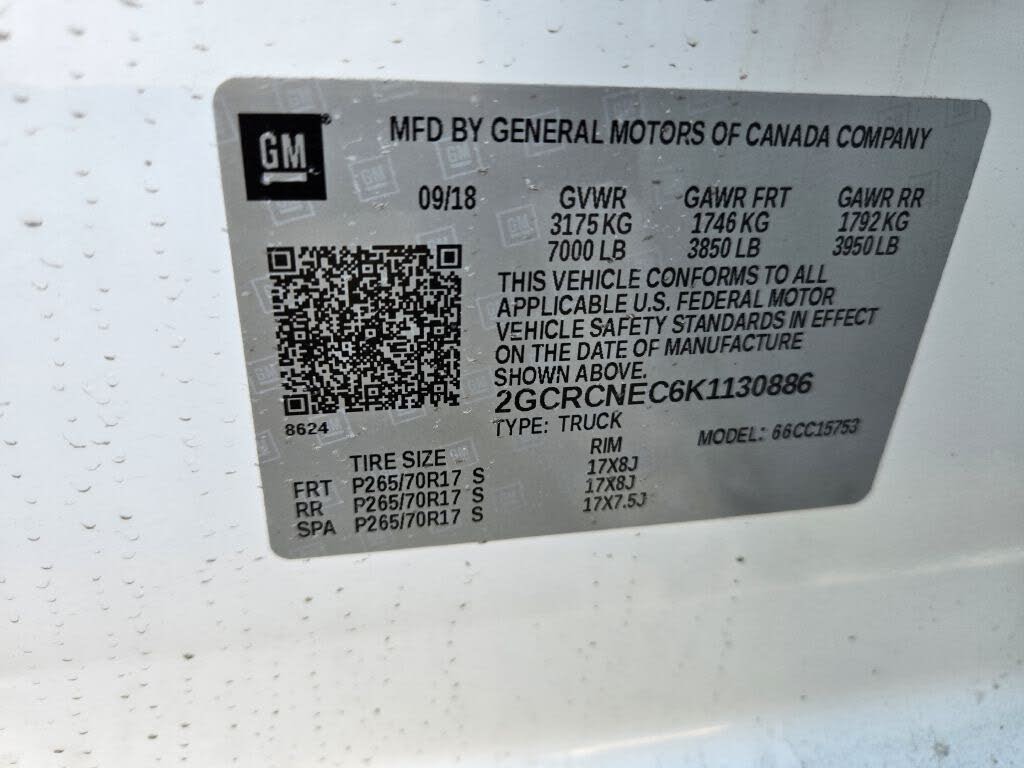 GM®
MFD BY GENERAL MOTORS OF CANADA COMPANY
09/18 GVWR GAWR FRT GAWR RR
3175 KG 1746 KG 1792 KG
7000 LB 3850 LB 3950 LB
THIS VEHICLE CONFORMS TO ALL
APPLICABLE U.S. FEDERAL MOTOR
VEHICLE SAFETY STANDARDS IN EFFECT
ON THE DATE OF MANUFACTURE
SHOWN ABOVE.
2GCRCNEC6K1130886
8624
TYPE: TRUCK MODEL: 66CC15753
TIRE SIZE RIM
FRT P265/70R17 S 17X8J
RR P265/70R17 S 17X8J
SPA P265/70R17 S 17X7.5J